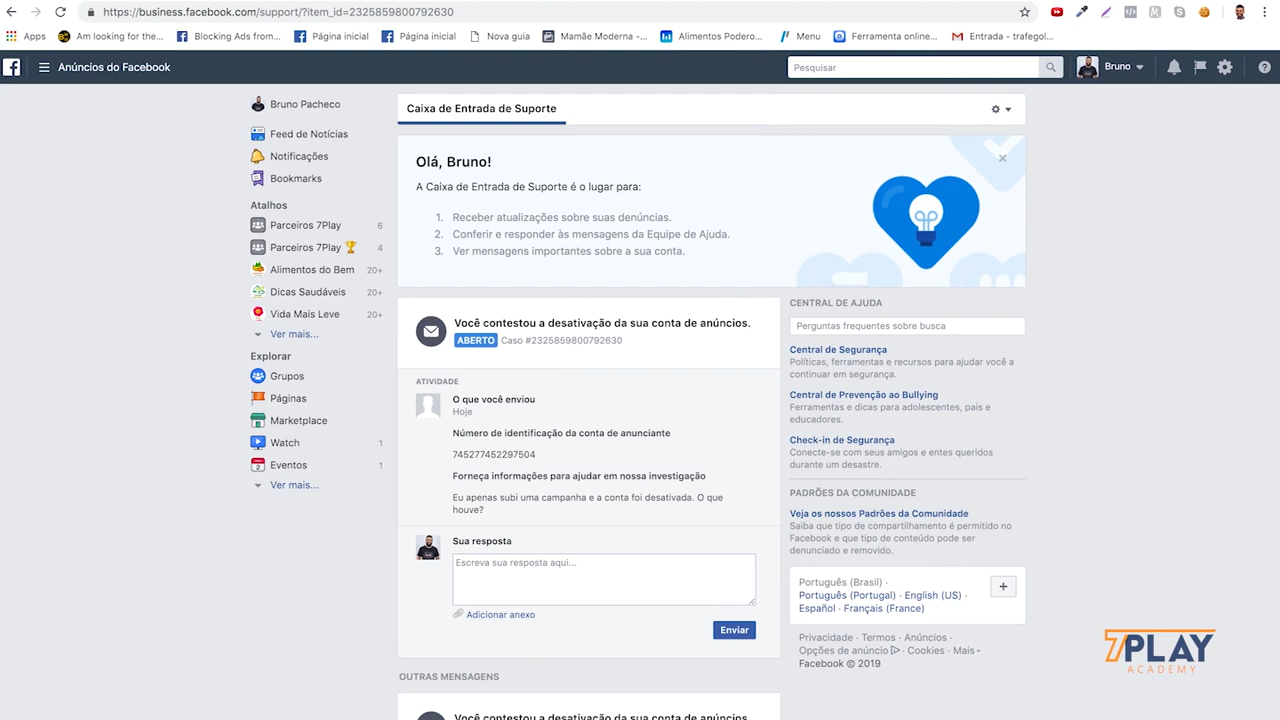 https://business.facebook.com/support/?item_id=2325859800792630
Apps
Am looking for the...
Blocking Ads from...
Página inicial
Página inicial
Nova guia
Mamãe Moderna -...
Alimentos Podero...
Menu
Ferramenta online...
Entrada - trafegol...
Anúncios do Facebook
Pesquisar
Bruno
Bruno Pacheco
Feed de Notícias
Notificações
Bookmarks
Atalhos
Parceiros 7Play 6
Parceiros 7Play 🏆 4
Alimentos do Bem 20+
Dicas Saudáveis 20+
Vida Mais Leve 20+
Ver mais...
Explorar
Grupos
Páginas
Marketplace
Watch 1
Eventos 1
Ver mais...
Caixa de Entrada de Suporte
Olá, Bruno!
A Caixa de Entrada de Suporte é o lugar para:
1. Receber atualizações sobre suas denúncias.
2. Conferir e responder às mensagens da Equipe de Ajuda.
3. Ver mensagens importantes sobre a sua conta.
Você contestou a desativação da sua conta de anúncios.
ABERTO Caso #2325859800792630
ATIVIDADE
O que você enviou
Hoje
Número de identificação da conta de anunciante
745277452297504
Forneça informações para ajudar em nossa investigação
Eu apenas subi uma campanha e a conta foi desativada. O que
houve?
Sua resposta
Escreva sua resposta aqui...
Adicionar anexo
Enviar
OUTRAS MENSAGENS
Você contestou a desativação da sua conta de anúncios.
CENTRAL DE AJUDA
Perguntas frequentes sobre busca
Central de Segurança
Políticas, ferramentas e recursos para ajudar você a
continuar em segurança.
Central de Prevenção ao Bullying
Ferramentas e dicas para adolescentes, pais e
educadores.
Check-in de Segurança
Conecte-se com seus amigos e entes queridos
durante um desastre.
PADRÕES DA COMUNIDADE
Veja os nossos Padrões da Comunidade
Saiba que tipo de compartilhamento é permitido no
Facebook e que tipo de conteúdo pode ser
denunciado e removido.
Português (Brasil) ·
Português (Portugal) · English (US) ·
Español · Français (France)
Privacidade · Termos · Anúncios ·
Opções de anúncio · Cookies · Mais
Facebook © 2019
7PLAY
ACADEMY